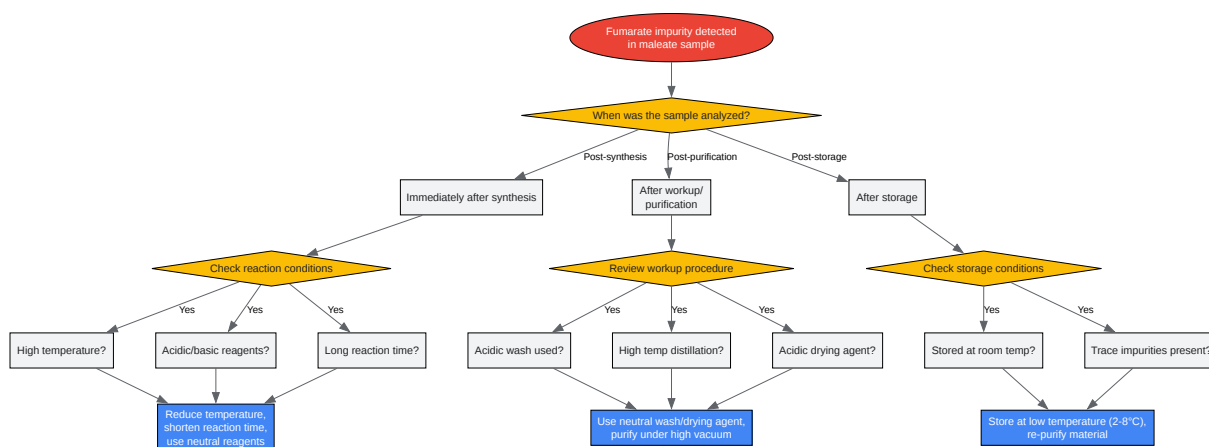 Fumarate impurity detected
in maleate sample
When was the sample analyzed?
Post-synthesis
Post-purification
Post-storage
Immediately after synthesis
After workup/
purification
After storage
Check reaction conditions
Review workup procedure
Check storage conditions
Yes
Yes
Yes
Yes
Yes
Yes
Yes
Yes
High temperature?
Acidic/basic reagents?
Long reaction time?
Acidic wash used?
High temp distillation?
Acidic drying agent?
Stored at room temp?
Trace impurities present?
Reduce temperature,
shorten reaction time,
use neutral reagents
Use neutral wash/drying agent,
purify under high vacuum
Store at low temperature (2-8°C),
re-purify material